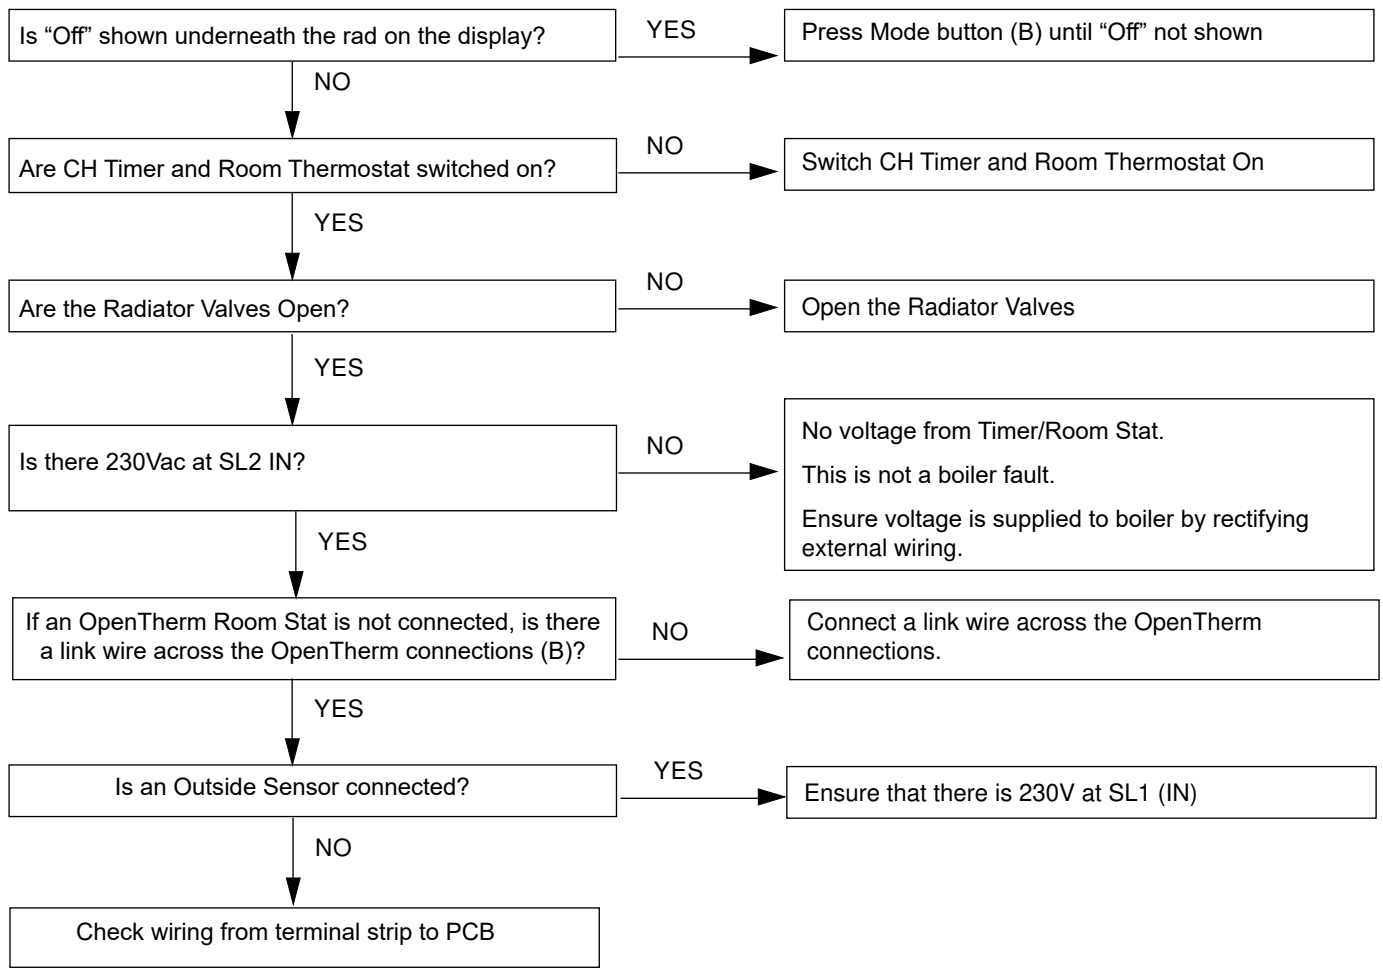 Is “Off” shown underneath the rad on the display?
YES
Press Mode button (B) until “Off” not shown
NO
Are CH Timer and Room Thermostat switched on?
NO
Switch CH Timer and Room Thermostat On
YES
Are the Radiator Valves Open?
NO
Open the Radiator Valves
YES
Is there 230Vac at SL2 IN?
NO
No voltage from Timer/Room Stat.
This is not a boiler fault.
Ensure voltage is supplied to boiler by rectifying
external wiring.
YES
If an OpenTherm Room Stat is not connected, is there
a link wire across the OpenTherm connections (B)?
NO
Connect a link wire across the OpenTherm
connections.
YES
Is an Outside Sensor connected?
YES
Ensure that there is 230V at SL1 (IN)
NO
Check wiring from terminal strip to PCB